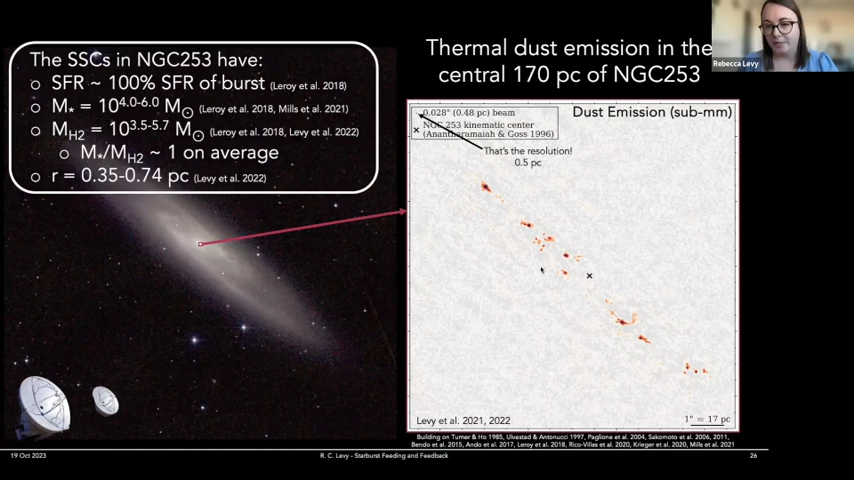 The SSCs in NGC253 have:
○ SFR ~ 100% SFR of burst (Leroy et al. 2018)
○ M* = 10^4.0-6.0 M☉ (Leroy et al. 2018, Mills et al. 2021)
○ MH2 = 10^3.5-5.7 M☉ (Leroy et al. 2018, Levy et al. 2022)
○ M*/MH2 ~ 1 on average
○ r = 0.35-0.74 pc (Levy et al. 2022)
Thermal dust emission in the
central 170 pc of NGC253
Rebecca Levy
0.028" (0.48 pc) beam
NGC 253 kinematic center
(Anantharamaiah & Goss 1996)
Dust Emission (sub-mm)
That's the resolution!
0.5 pc
Levy et al. 2021, 2022
1" ≈ 17 pc
Building on Turner & Ho 1985, Ulvestad & Antonucci 1997, Paglione et al. 2004, Sakamoto et al. 2006, 2011,
Bendo et al. 2015, Ando et al. 2017, Leroy et al. 2018, Rico-Villas et al. 2020, Krieger et al. 2020, Mills et al. 2021
19 Oct 2023
R. C. Levy - Starburst Feeding and Feedback
26